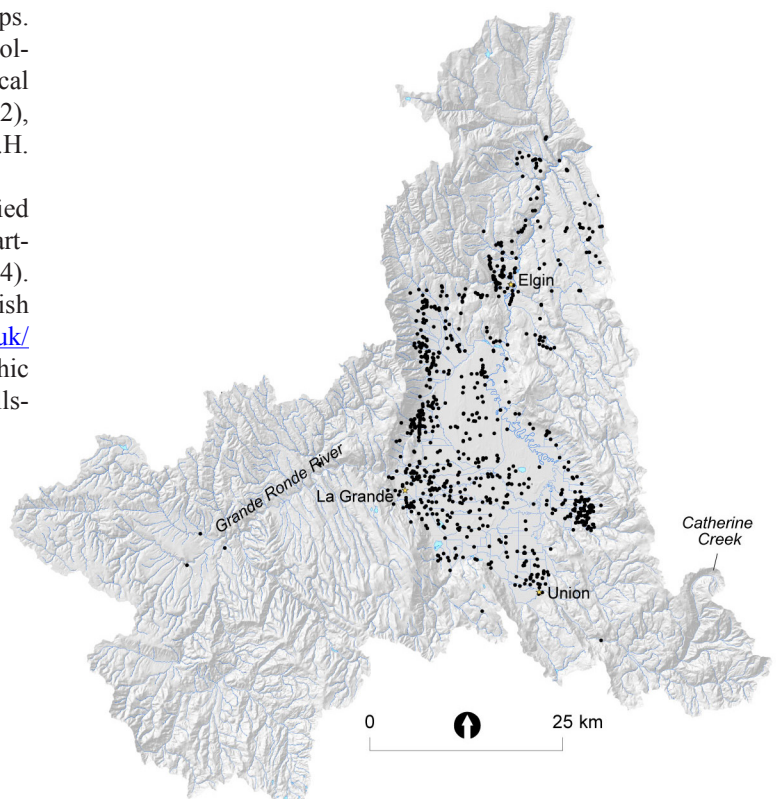 ps.
ol-
cal
2),
.H.
ied
art-
4).
ish
uk/
hic
lls-
Elgin
Grande Ronde River
La Grande
Catherine
Creek
Union
0 25 km